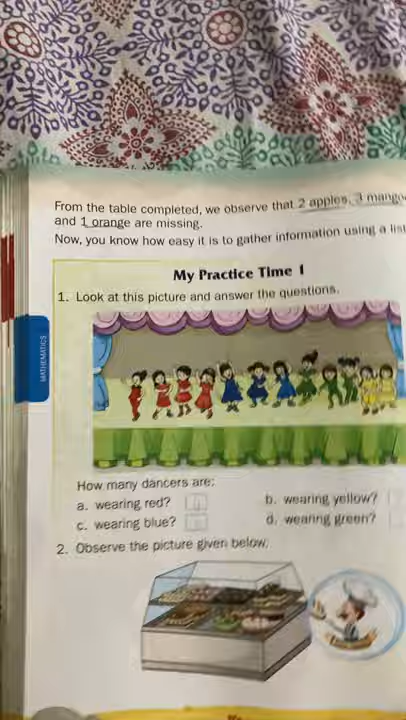 From the table completed, we observe that 2 apples, 3
and 1 orange are missing.
Now, you know how easy it is to gather information using a list
My Practice Time 1
1. Look at this picture and answer the questions.
MATHEMATICS
How many dancers are:
a. wearing red? b. wearing yellow?
c. wearing blue? d. wearing green?
2. Observe the picture given below.